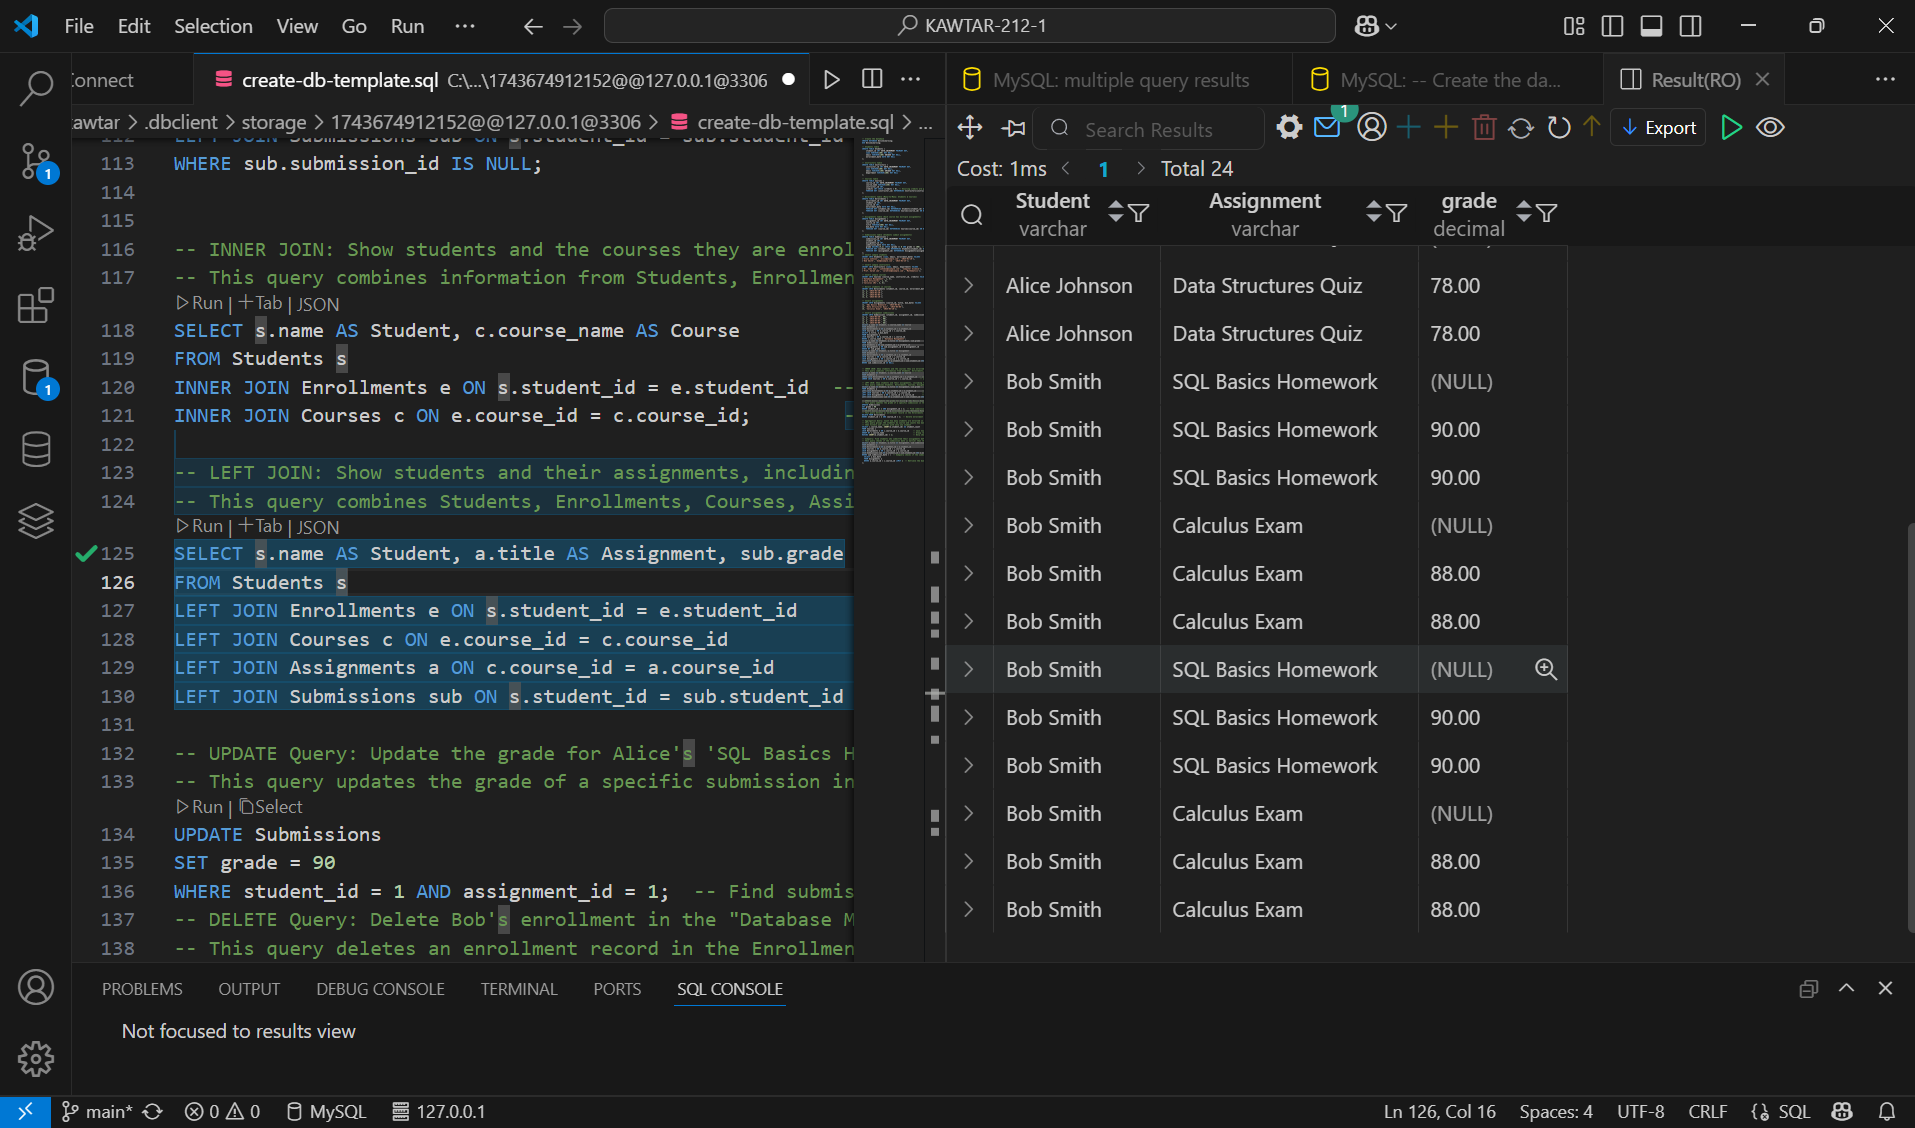 File Edit Selection View Go Run ··· KAWTAR-212-1
onnect create-db-template.sql C:\...\1743674912152@@127.0.0.1@3306
awtar > .dbclient > storage > 1743674912152@@127.0.0.1@3306 > create-db-template.sql > ...
112 LEFT JOIN Submissions sub ON s.student_id = sub.student_id
113 WHERE sub.submission_id IS NULL;
114
115
116 -- INNER JOIN: Show students and the courses they are enrol
117 -- This query combines information from Students, Enrollmen
Run | +Tab | JSON
118 SELECT s.name AS Student, c.course_name AS Course
119 FROM Students s
120 INNER JOIN Enrollments e ON s.student_id = e.student_id --
121 INNER JOIN Courses c ON e.course_id = c.course_id; -
122
123 -- LEFT JOIN: Show students and their assignments, includin
124 -- This query combines Students, Enrollments, Courses, Assi
Run | +Tab | JSON
125 SELECT s.name AS Student, a.title AS Assignment, sub.grade
126 FROM Students s
127 LEFT JOIN Enrollments e ON s.student_id = e.student_id
128 LEFT JOIN Courses c ON e.course_id = c.course_id
129 LEFT JOIN Assignments a ON c.course_id = a.course_id
130 LEFT JOIN Submissions sub ON s.student_id = sub.student_id
131
132 -- UPDATE Query: Update the grade for Alice's 'SQL Basics H
133 -- This query updates the grade of a specific submission in
Run | Select
134 UPDATE Submissions
135 SET grade = 90
136 WHERE student_id = 1 AND assignment_id = 1; -- Find submis
137 -- DELETE Query: Delete Bob's enrollment in the "Database M
138 -- This query deletes an enrollment record in the Enrollmen
MySQL: multiple query results MySQL: -- Create the da... Result(RO)
Search Results 1 Export
Cost: 1ms < 1 > Total 24
Student Assignment grade
varchar varchar decimal
Alice Johnson Data Structures Quiz 78.00
Alice Johnson Data Structures Quiz 78.00
Bob Smith SQL Basics Homework (NULL)
Bob Smith SQL Basics Homework 90.00
Bob Smith SQL Basics Homework 90.00
Bob Smith Calculus Exam (NULL)
Bob Smith Calculus Exam 88.00
Bob Smith Calculus Exam 88.00
Bob Smith SQL Basics Homework (NULL)
Bob Smith SQL Basics Homework 90.00
Bob Smith SQL Basics Homework 90.00
Bob Smith Calculus Exam (NULL)
Bob Smith Calculus Exam 88.00
Bob Smith Calculus Exam 88.00
1
1
PROBLEMS OUTPUT DEBUG CONSOLE TERMINAL PORTS SQL CONSOLE
Not focused to results view
main* 0 0 MySQL 127.0.0.1 Ln 126, Col 16 Spaces: 4 UTF-8 CRLF SQL